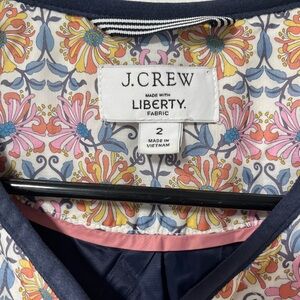 J.CREW
MADE WITH
LIBERTY.
FABRIC
2
MADE IN
VIETNAM